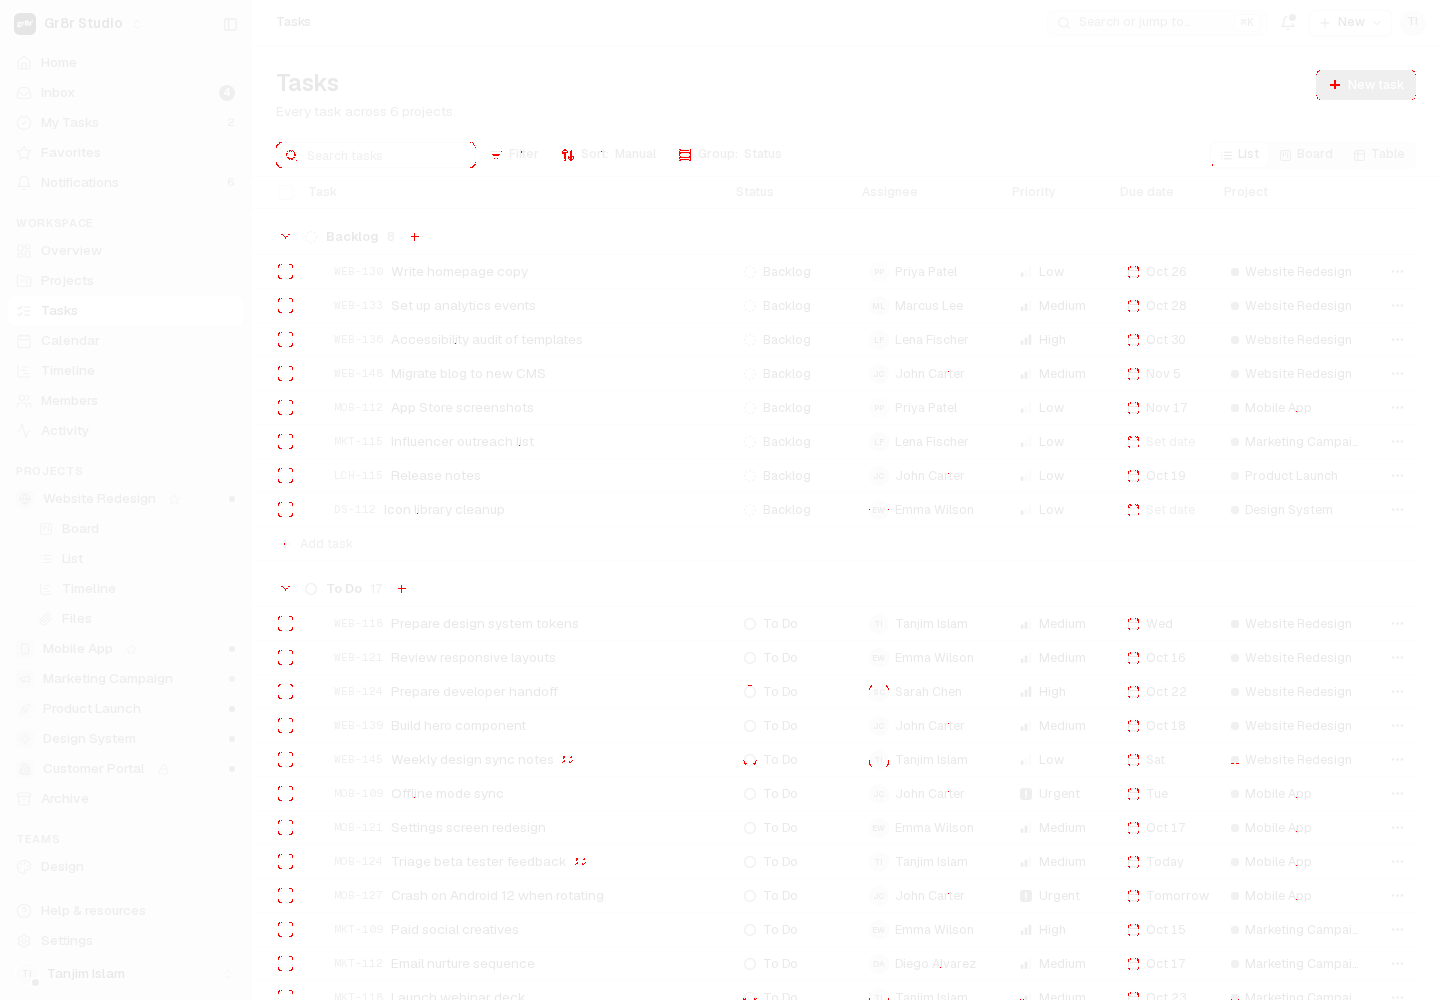 Gr8r Studio
Tasks
Search or jump to... ⌘K
New
TI
Home
Inbox 4
My Tasks 2
Favorites
Notifications 6
WORKSPACE
Overview
Projects
Tasks
Calendar
Timeline
Members
Activity
PROJECTS
Website Redesign
Board
List
Timeline
Files
Mobile App
Marketing Campaign
Product Launch
Design System
Customer Portal
Archive
TEAMS
Design
Help & resources
Settings
TI Tanjim Islam
Tasks
New task
Every task across 6 projects.
Search tasks Filter Sort: Manual Group: Status List Board Table
Task Status Assignee Priority Due date Project
Backlog 8
WEB-130 Write homepage copy Backlog PP Priya Patel Low Oct 26 Website Redesign
WEB-133 Set up analytics events Backlog ML Marcus Lee Medium Oct 28 Website Redesign
WEB-136 Accessibility audit of templates Backlog LF Lena Fischer High Oct 30 Website Redesign
WEB-148 Migrate blog to new CMS Backlog JC John Carter Medium Nov 5 Website Redesign
MOB-112 App Store screenshots Backlog PP Priya Patel Low Nov 17 Mobile App
MKT-115 Influencer outreach list Backlog LF Lena Fischer Low Set date Marketing Campai...
LCH-115 Release notes Backlog JC John Carter Low Oct 19 Product Launch
DS-112 Icon library cleanup Backlog EW Emma Wilson Low Set date Design System
Add task
To Do 17
WEB-118 Prepare design system tokens To Do TI Tanjim Islam Medium Wed Website Redesign
WEB-121 Review responsive layouts To Do EW Emma Wilson Medium Oct 16 Website Redesign
WEB-124 Prepare developer handoff To Do Sarah Chen High Oct 22 Website Redesign
WEB-139 Build hero component To Do JC John Carter Medium Oct 18 Website Redesign
WEB-145 Weekly design sync notes To Do TI Tanjim Islam Low Sat Website Redesign
MOB-109 Offline mode sync To Do JC John Carter Urgent Tue Mobile App
MOB-121 Settings screen redesign To Do EW Emma Wilson Medium Oct 17 Mobile App
MOB-124 Triage beta tester feedback To Do TI Tanjim Islam Medium Today Mobile App
MOB-127 Crash on Android 12 when rotating To Do JC John Carter Urgent Tomorrow Mobile App
MKT-109 Paid social creatives To Do EW Emma Wilson High Oct 15 Marketing Campai...
MKT-112 Email nurture sequence To Do DA Diego Alvarez Medium Oct 17 Marketing Campai...
MKT-118 Launch webinar deck To Do Tanjim Islam Medium Oct 23 Marketing Campai...